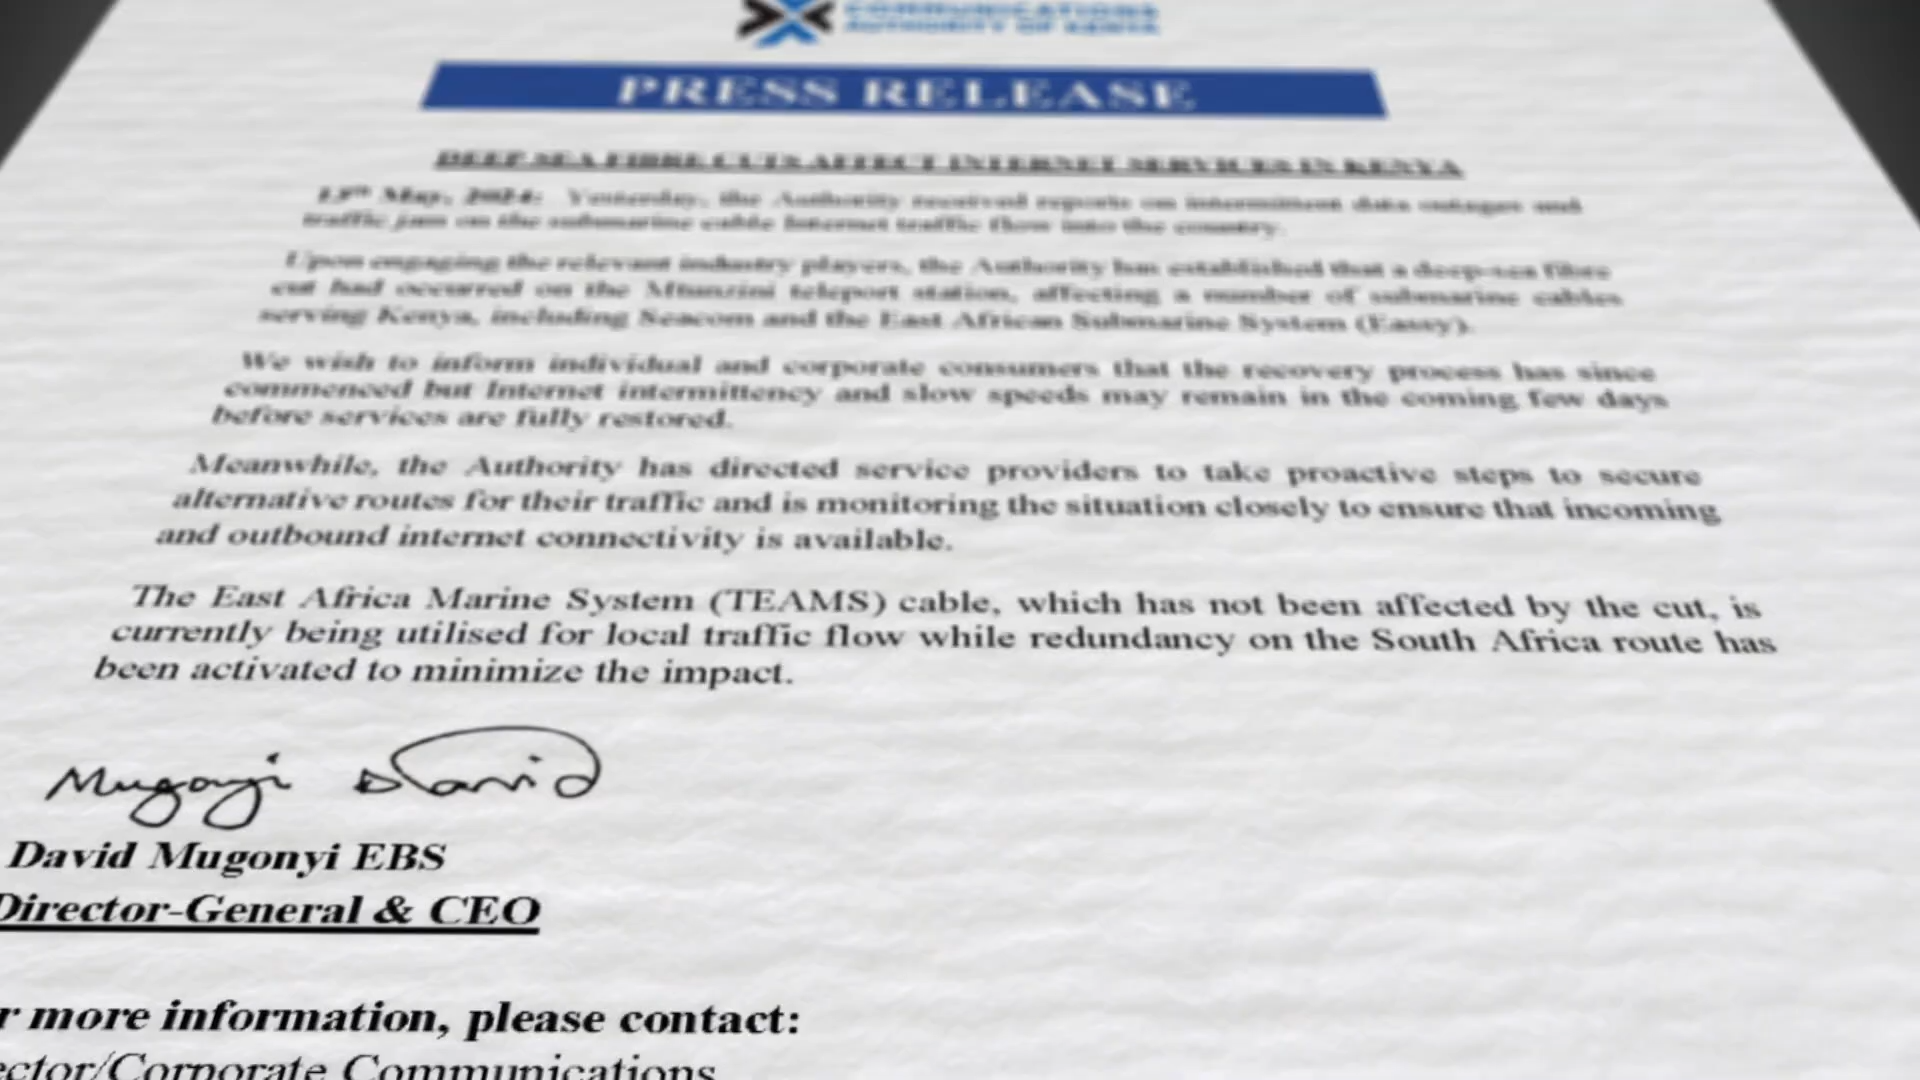 COMMUNICATIONS
AUTHORITY OF KENYA
PRESS RELEASE
DEEP SEA FIBRE CUTS AFFECT INTERNET SERVICES IN KENYA
13th May, 2024: Yesterday, the Authority received reports on intermittent data outages and
traffic jam on the submarine cable Internet traffic flow into the country.
Upon engaging the relevant industry players, the Authority has established that a deep-sea fibre
cut had occurred on the Mtunzini teleport station, affecting a number of submarine cables
serving Kenya, including Seacom and the East African Submarine System (Eassy).
We wish to inform individual and corporate consumers that the recovery process has since
commenced but Internet intermittency and slow speeds may remain in the coming few days
before services are fully restored.
Meanwhile, the Authority has directed service providers to take proactive steps to secure
alternative routes for their traffic and is monitoring the situation closely to ensure that incoming
and outbound internet connectivity is available.
The East Africa Marine System (TEAMS) cable, which has not been affected by the cut, is
currently being utilised for local traffic flow while redundancy on the South Africa route has
been activated to minimize the impact.
Mugonyi David
David Mugonyi EBS
Director-General & CEO
r more information, please contact:
ector/Corporate Communications